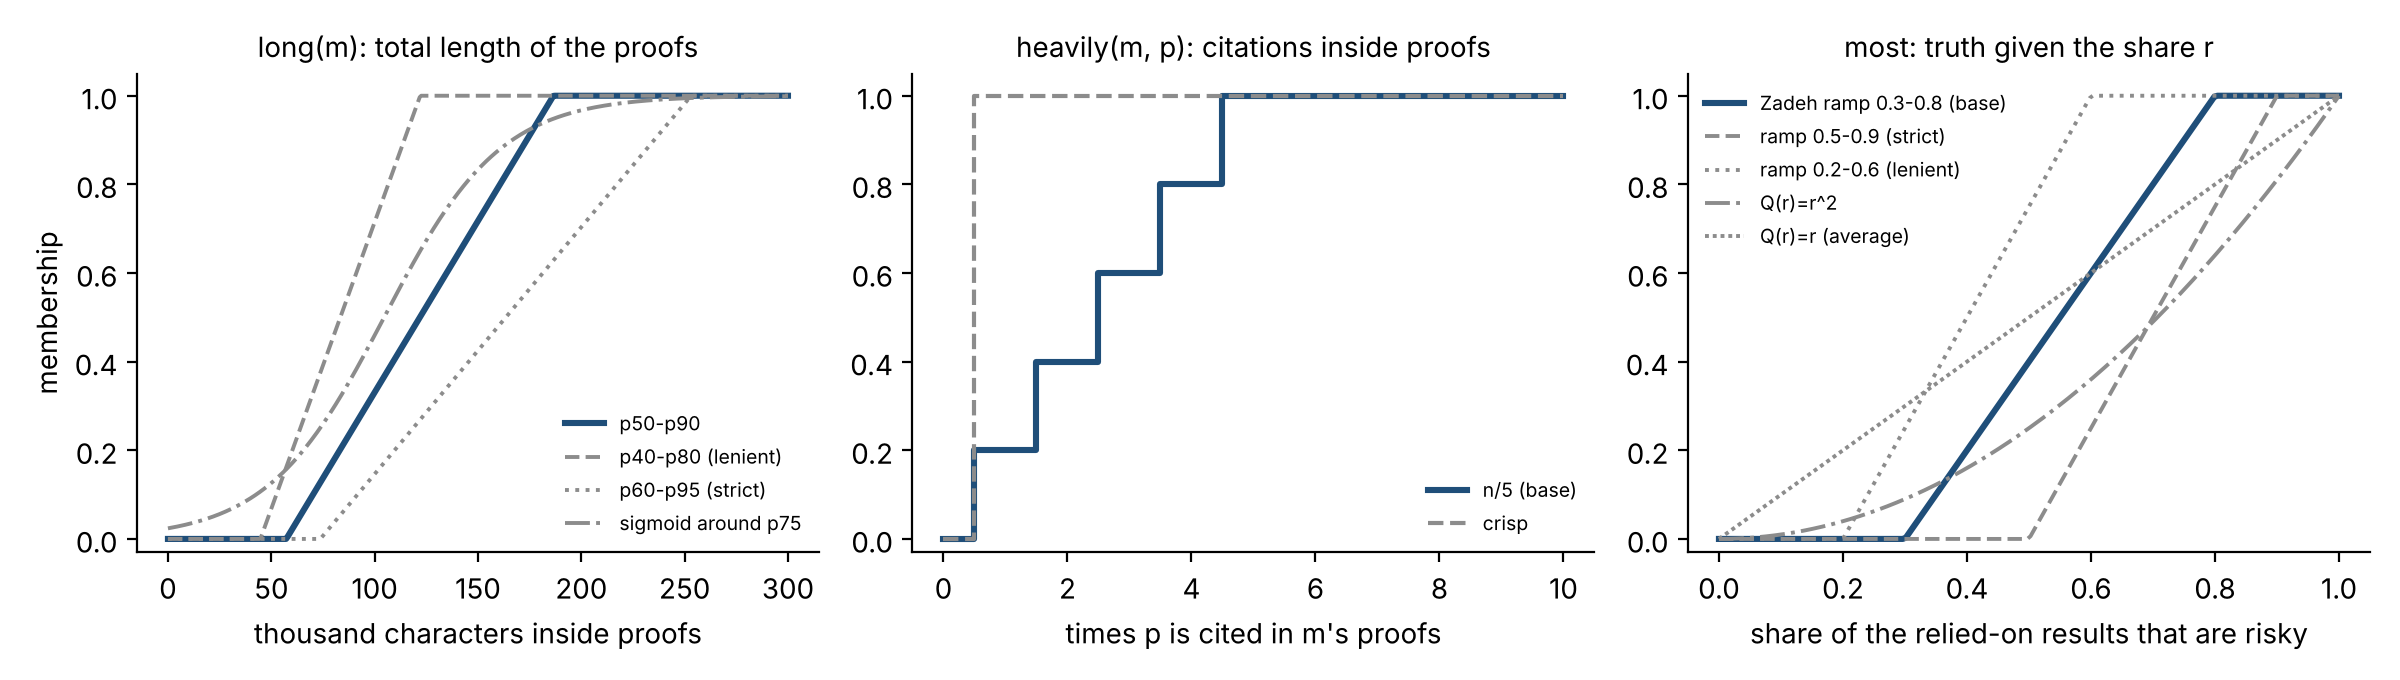 long(m): total length of the proofs
membership
1.0
0.8
0.6
0.4
0.2
0.0
p50-p90
p40-p80 (lenient)
p60-p95 (strict)
sigmoid around p75
0 50 100 150 200 250 300
thousand characters inside proofs
heavily(m, p): citations inside proofs
1.0
0.8
0.6
0.4
0.2
0.0
n/5 (base)
crisp
0 2 4 6 8 10
times p is cited in m's proofs
most: truth given the share r
1.0
0.8
0.6
0.4
0.2
0.0
Zadeh ramp 0.3-0.8 (base)
ramp 0.5-0.9 (strict)
ramp 0.2-0.6 (lenient)
Q(r)=r^2
Q(r)=r (average)
0.0 0.2 0.4 0.6 0.8 1.0
share of the relied-on results that are risky